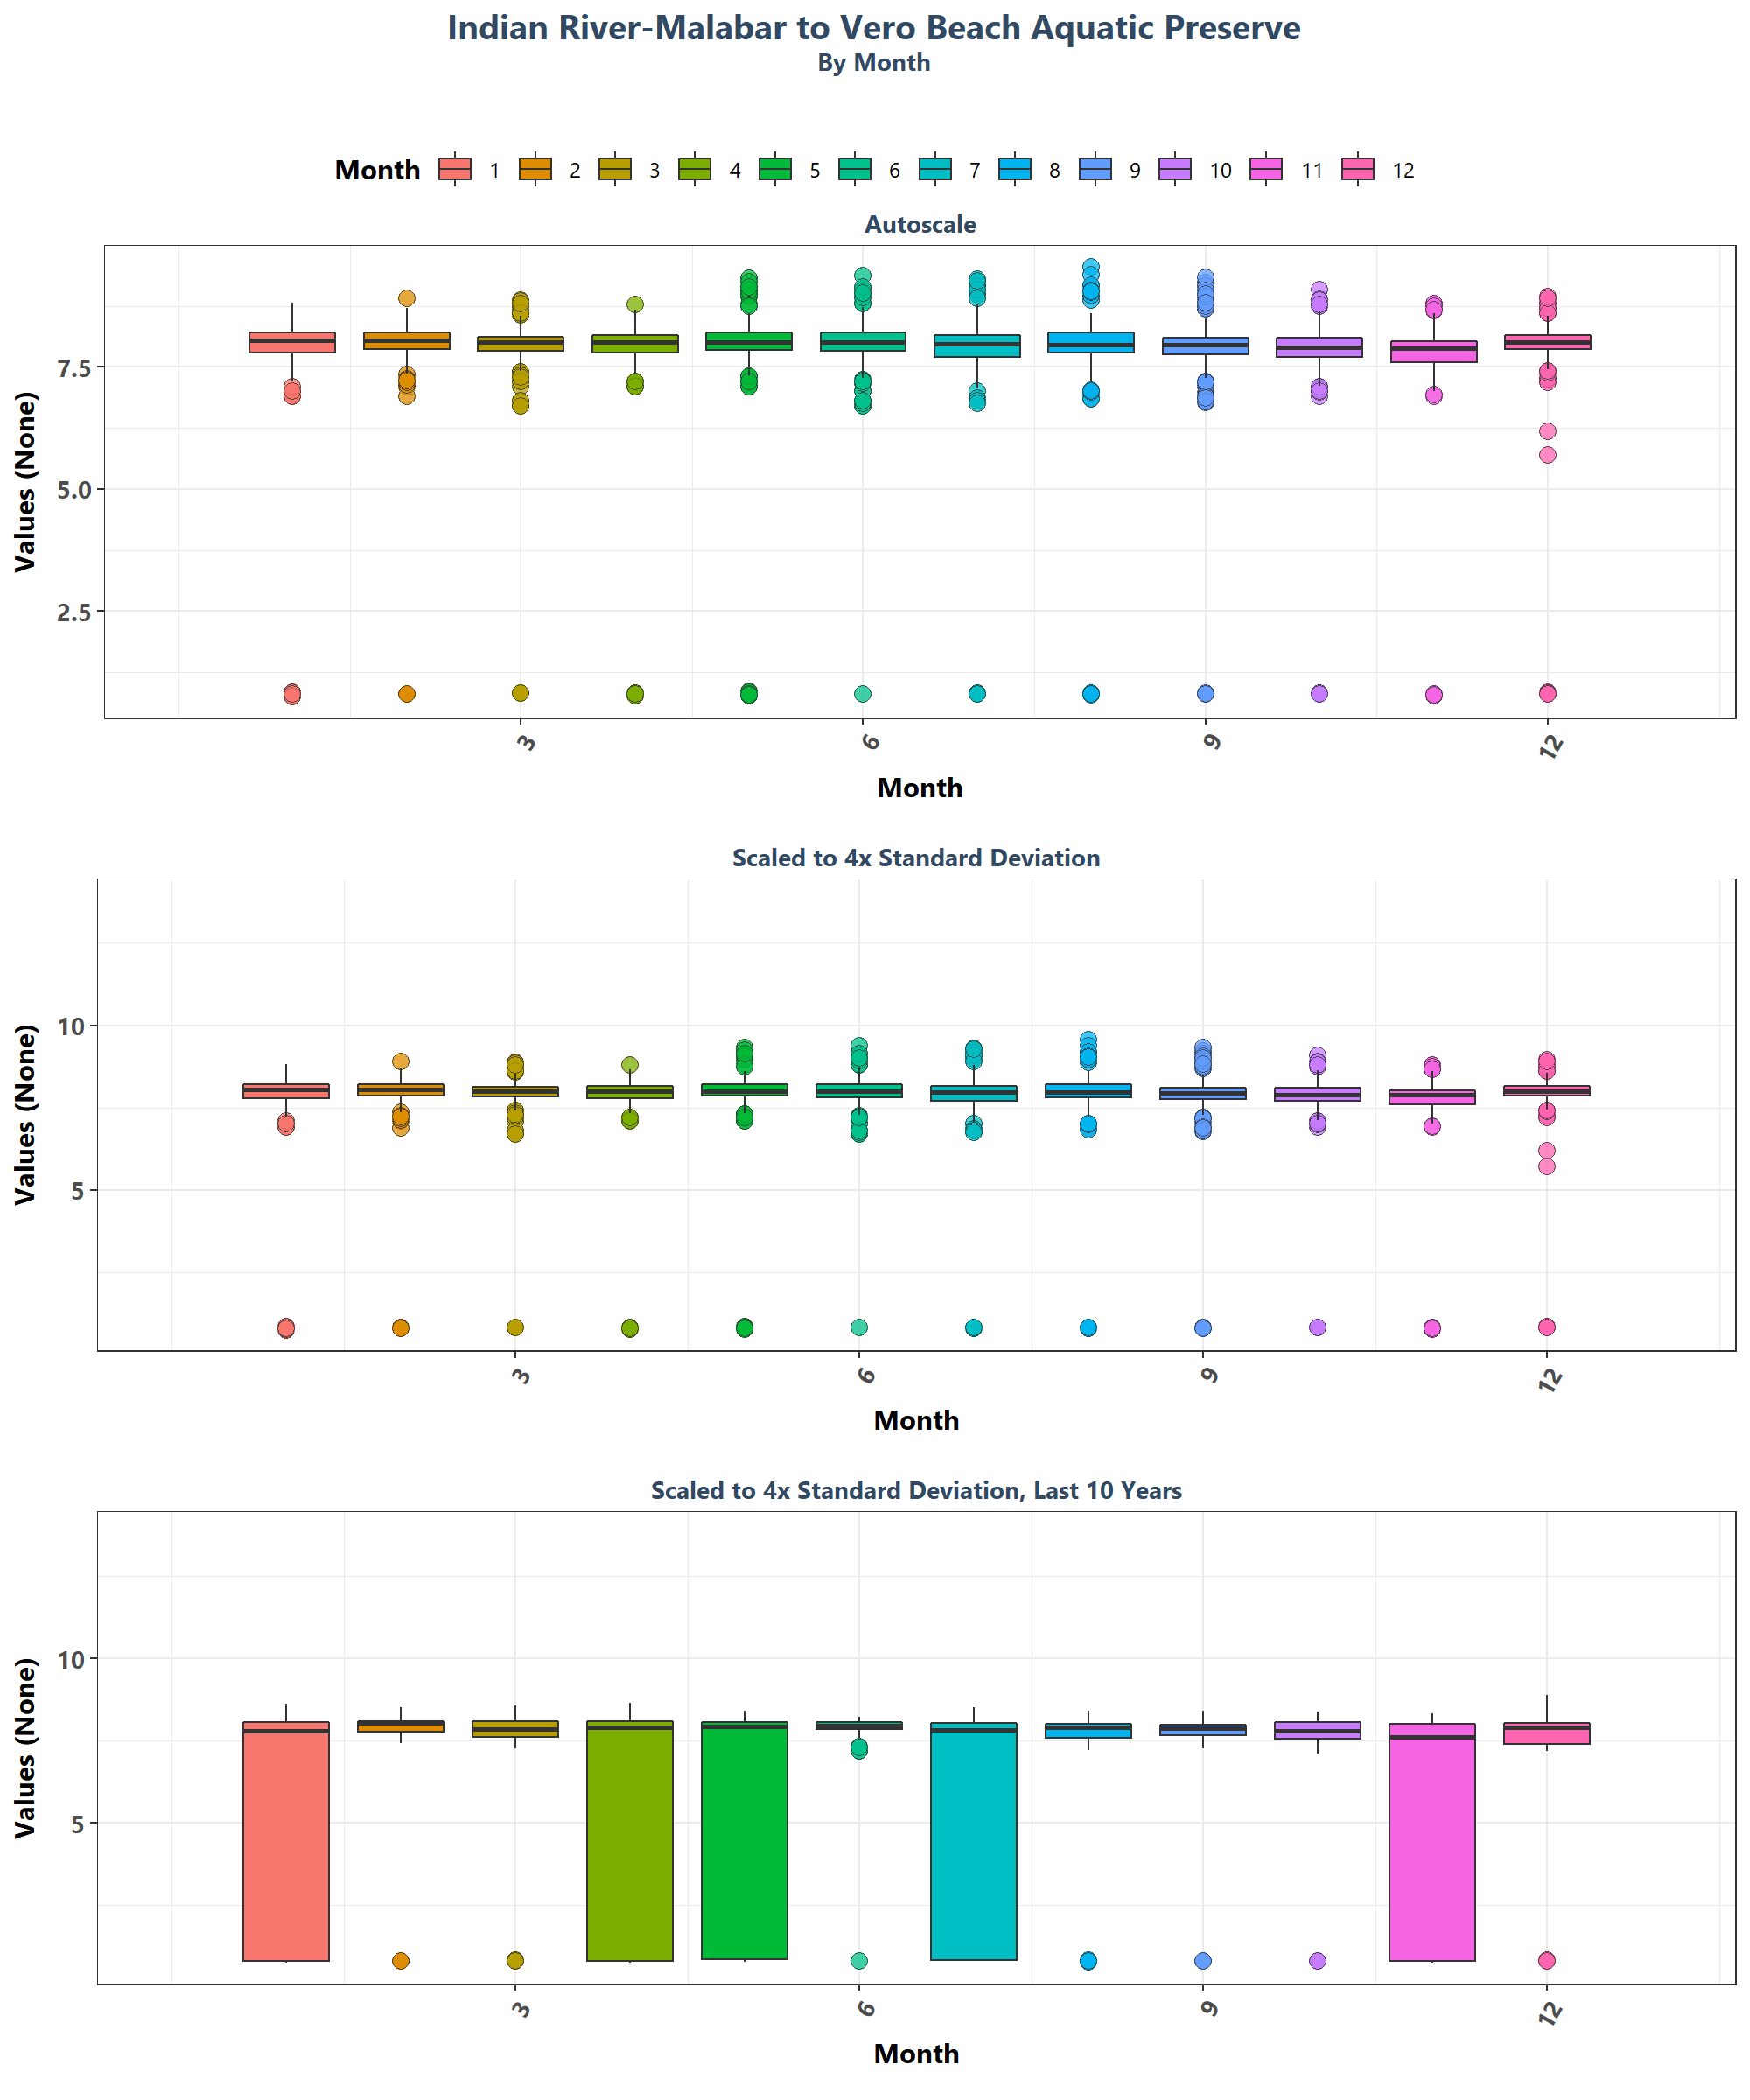 Indian River-Malabar to Vero Beach Aquatic Preserve
By Month
Month 1 2 3 4 5 6 7 8 9 10 11 12
Autoscale
Values (None)
7.5
5.0
2.5
3 6 9 12
Month
Scaled to 4x Standard Deviation
Values (None)
10
5
3 6 9 12
Month
Scaled to 4x Standard Deviation, Last 10 Years
Values (None)
10
5
3 6 9 12
Month